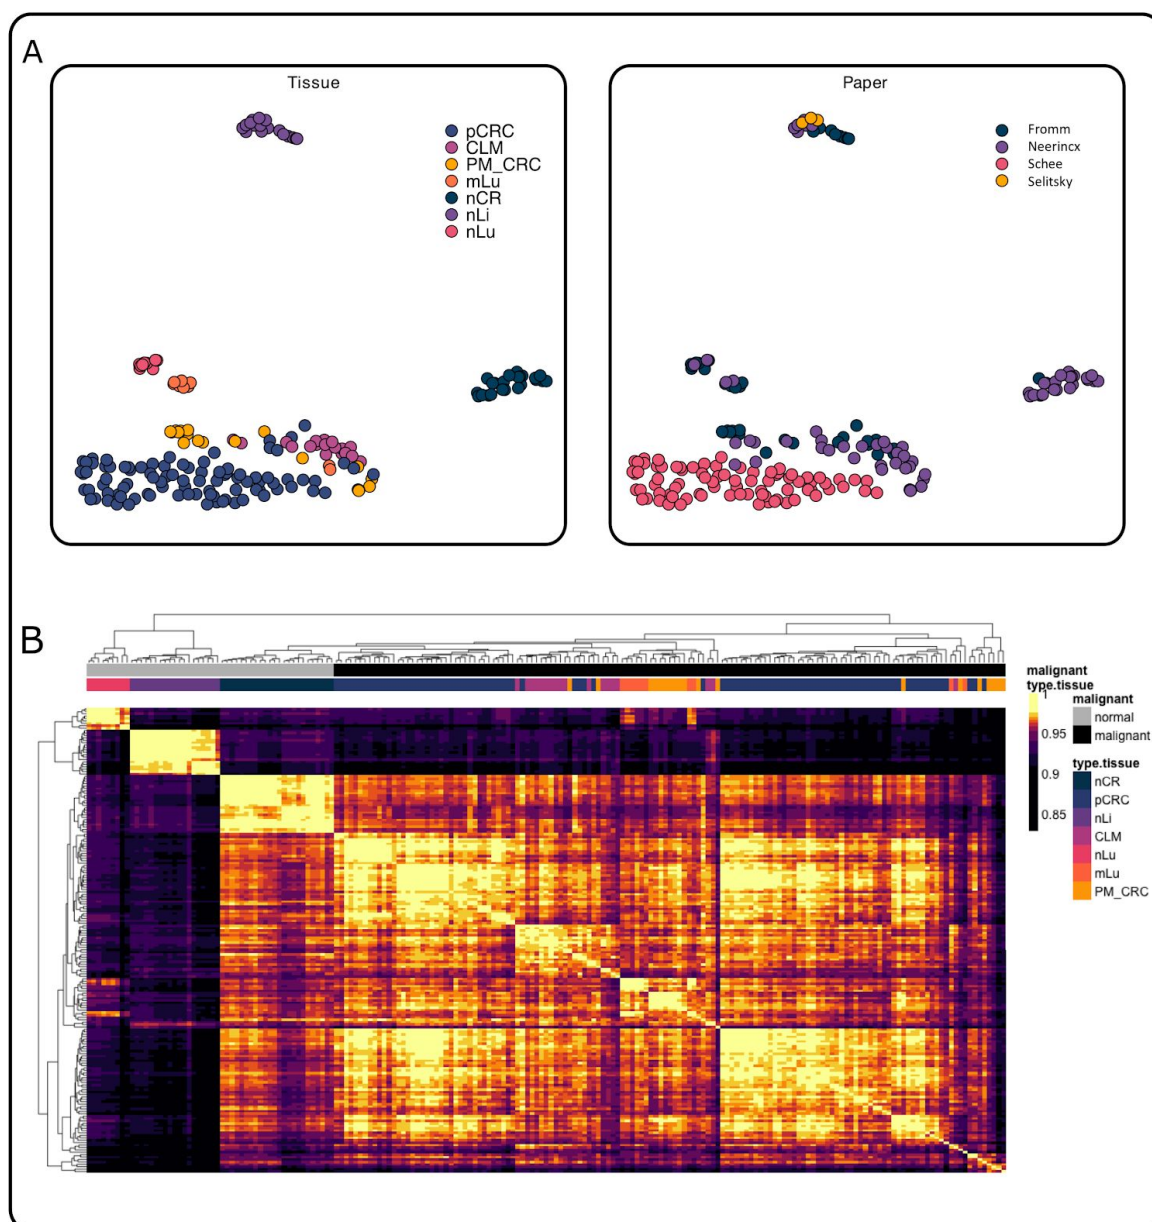 A
Tissue
pCRC
CLM
PM_CRC
mLu
nCR
nLi
nLu
Paper
Fromm
Neerincx
Schee
Selitsky
B
malignant
type.tissue
1
0.95
0.9
0.85
malignant
normal
malignant
type.tissue
nCR
pCRC
nLi
CLM
nLu
mLu
PM_CRC